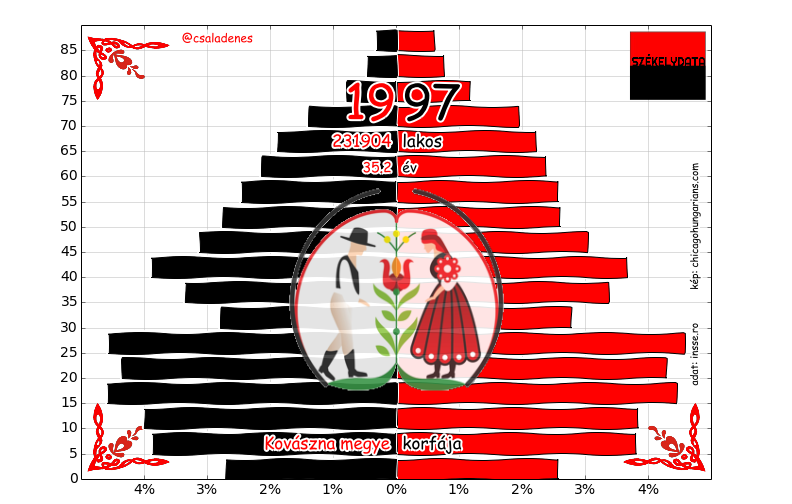 @csaladenes
SZÉKELYDATA
1997
231904 lakos
35.2 év
Kovászna megye korfája
kép: chicagohungarians.com
adat: insse.ro
85
80
75
70
65
60
55
50
45
40
35
30
25
20
15
10
5
0
4% 3% 2% 1% 0% 1% 2% 3% 4%